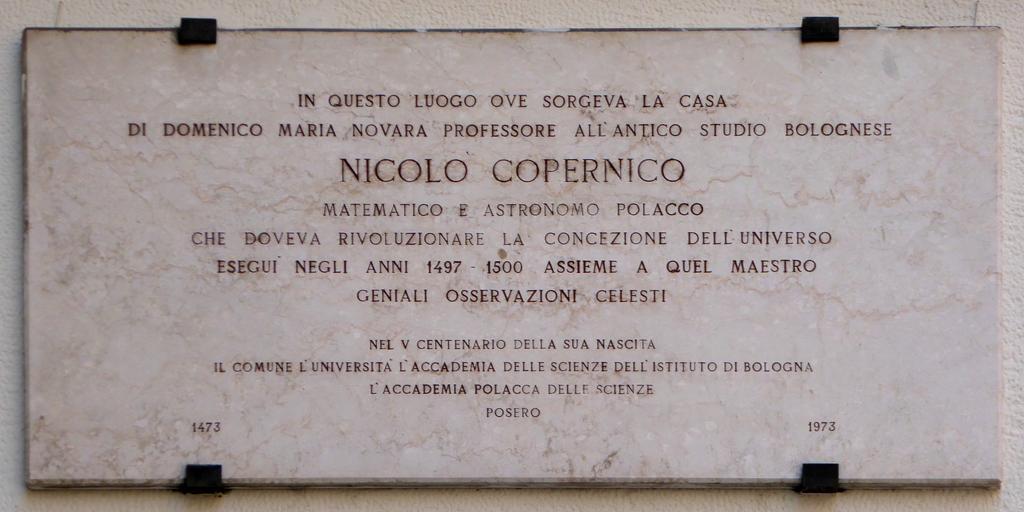 IN QUESTO LUOGO OVE SORGEVA LA CASA
DI DOMENICO MARIA NOVARA PROFESSORE ALL'ANTICO STUDIO BOLOGNESE
NICOLO COPERNICO
MATEMATICO E ASTRONOMO POLACCO
CHE DOVEVA RIVOLUZIONARE LA CONCEZIONE DELL'UNIVERSO
ESEGUI' NEGLI ANNI 1497 - 1500 ASSIEME A QUEL MAESTRO
GENIALI OSSERVAZIONI CELESTI
NEL V CENTENARIO DELLA SUA NASCITA
IL COMUNE L'UNIVERSITA' L'ACCADEMIA DELLE SCIENZE DELL'ISTITUTO DI BOLOGNA
L'ACCADEMIA POLACCA DELLE SCIENZE
POSERO
1473 1973